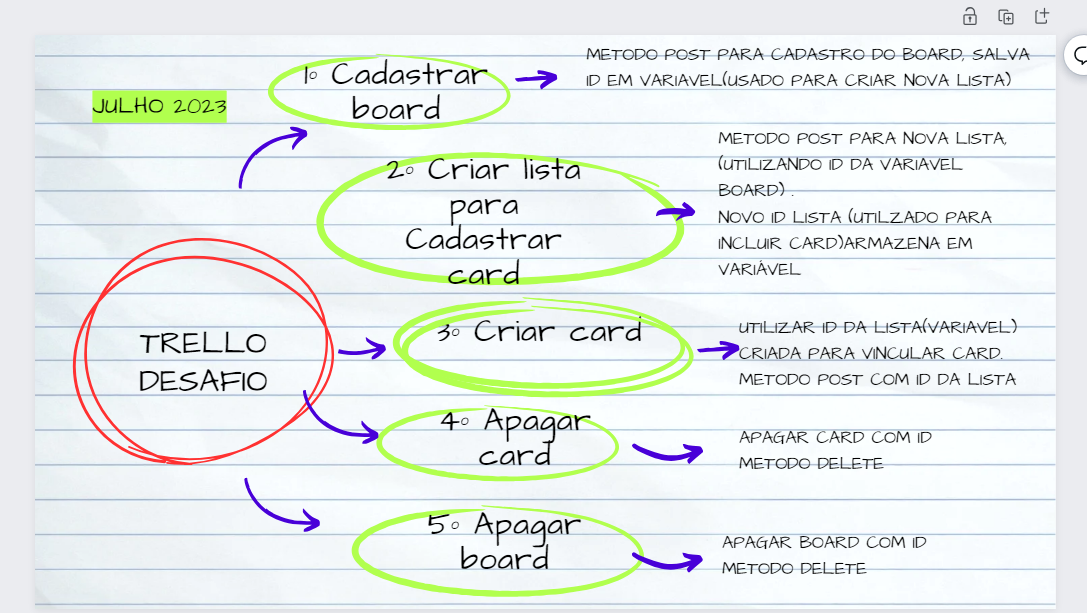 JULHO 2023
TRELLO
DESAFIO
1º Cadastrar
board
METODO POST PARA CADASTRO DO BOARD, SALVA
ID EM VARIAVEL(USADO PARA CRIAR NOVA LISTA)
2º Criar lista
para
Cadastrar
card
METODO POST PARA NOVA LISTA,
(UTILIZANDO ID DA VARIAVEL
BOARD) .
NOVO ID LISTA (UTILZADO PARA
INCLUIR CARD)ARMAZENA EM
VARIÁVEL
3º Criar card
UTILIZAR ID DA LISTA(VARIAVEL)
CRIADA PARA VINCULAR CARD.
METODO POST COM ID DA LISTA
4º Apagar
card
APAGAR CARD COM ID
METODO DELETE
5º Apagar
board
APAGAR BOARD COM ID
METODO DELETE